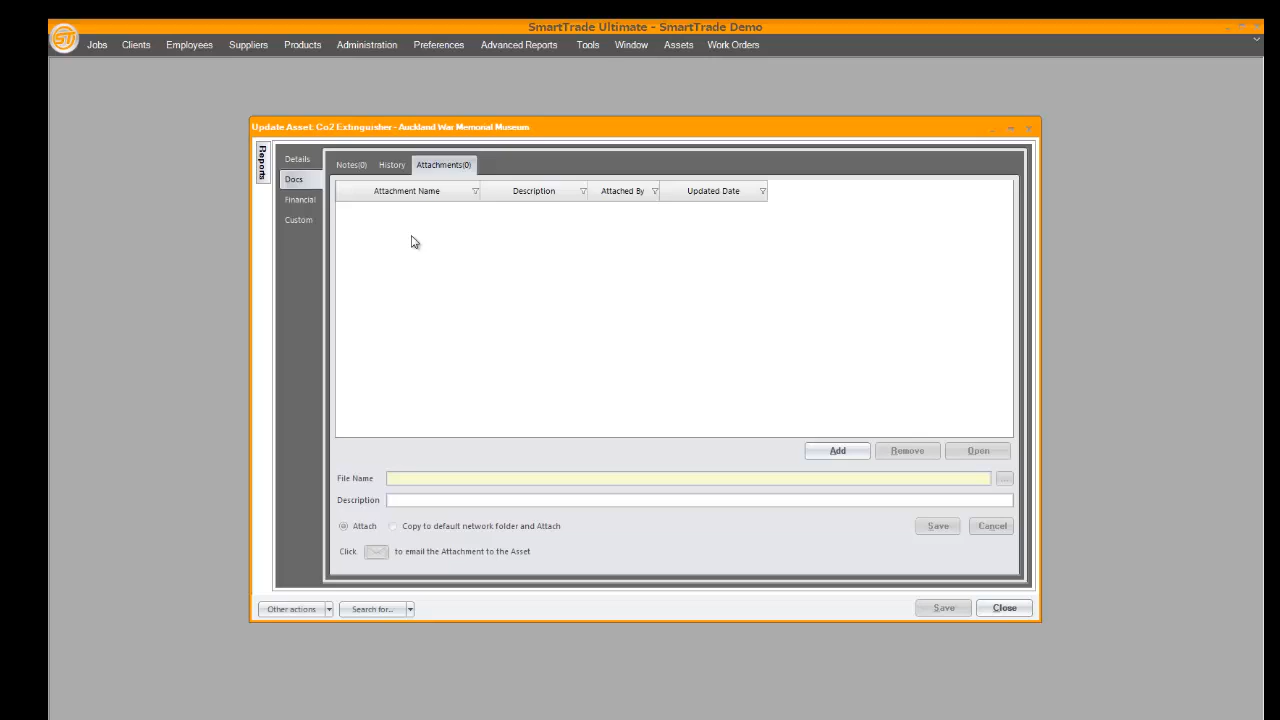 SmartTrade Ultimate - SmartTrade Demo
ST
Jobs Clients Employees Suppliers Products Administration Preferences Advanced Reports Tools Window Assets Work Orders
Update Asset: Co2 Extinguisher - Auckland War Memorial Museum
Reports
Details
Docs
Financial
Custom
Notes(0) History Attachments(0)
Attachment Name Description Attached By Updated Date
Add Remove Open
File Name ...
Description
Attach Copy to default network folder and Attach Save Cancel
Click to email the Attachment to the Asset
Other actions Search for... Save Close